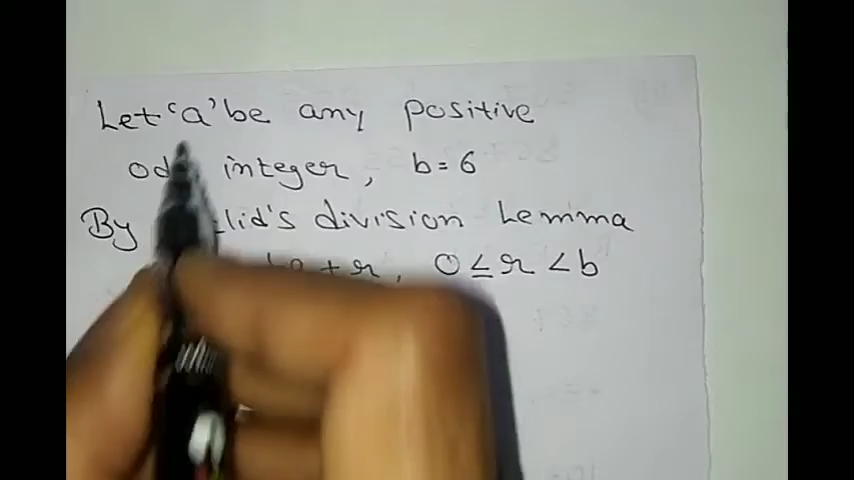 Let 'a' be any positive
integer, b = 6
By division Lemma
+ r, 0 ≤ r < b